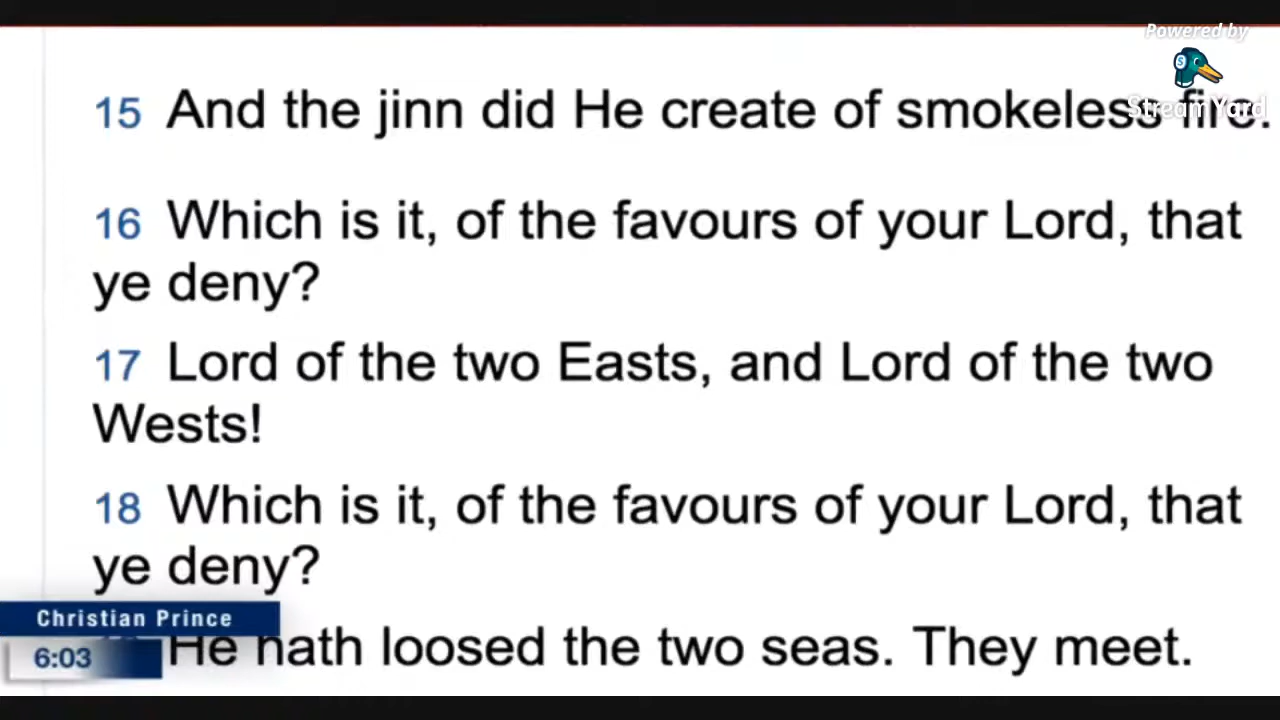 Powered by
StreamYard
15 And the jinn did He create of smokeless fire.
16 Which is it, of the favours of your Lord, that
ye deny?
17 Lord of the two Easts, and Lord of the two
Wests!
18 Which is it, of the favours of your Lord, that
ye deny?
He hath loosed the two seas. They meet.
Christian Prince
6:03